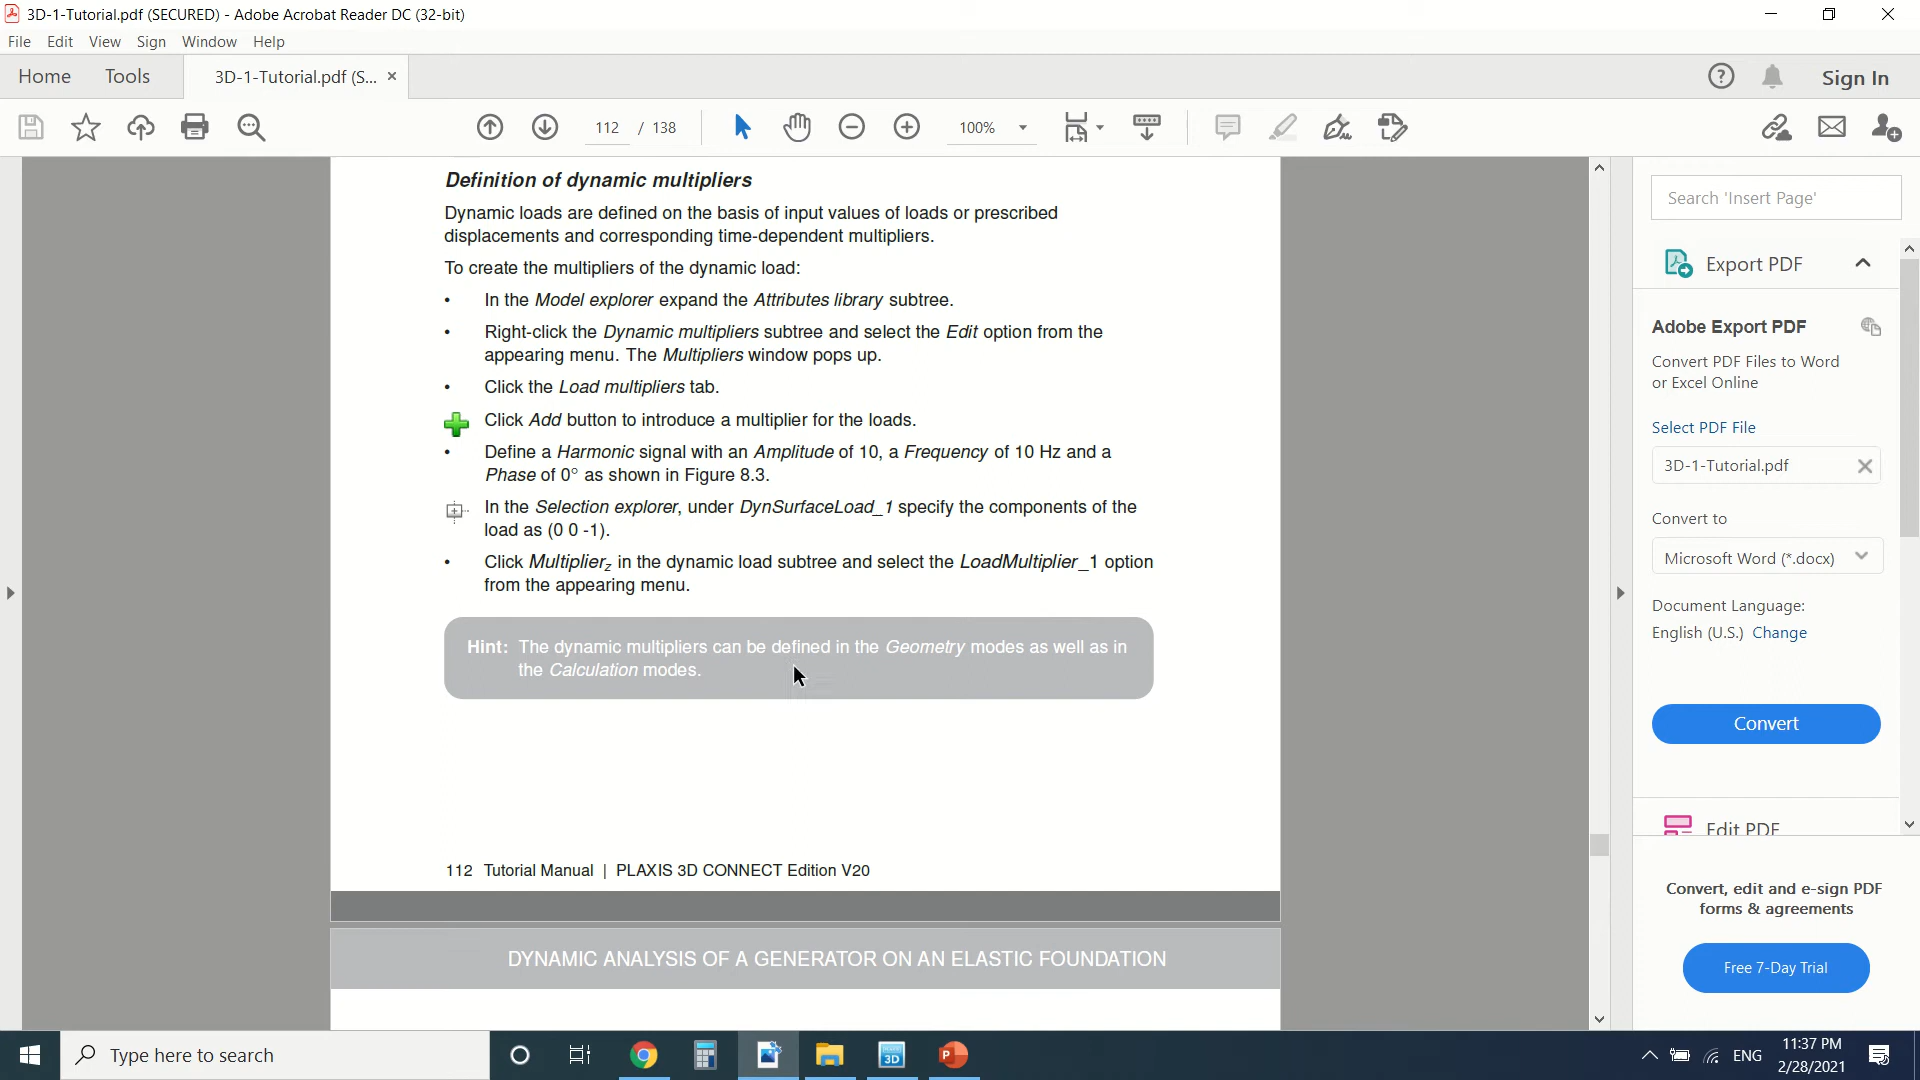 3D-1-Tutorial.pdf (SECURED) - Adobe Acrobat Reader DC (32-bit)
File Edit View Sign Window Help
Home Tools 3D-1-Tutorial.pdf (S... × Sign In
112 / 138 100%
Definition of dynamic multipliers
Dynamic loads are defined on the basis of input values of loads or prescribed
displacements and corresponding time-dependent multipliers.
To create the multipliers of the dynamic load:
• In the Model explorer expand the Attributes library subtree.
• Right-click the Dynamic multipliers subtree and select the Edit option from the
appearing menu. The Multipliers window pops up.
• Click the Load multipliers tab.
Click Add button to introduce a multiplier for the loads.
• Define a Harmonic signal with an Amplitude of 10, a Frequency of 10 Hz and a
Phase of 0° as shown in Figure 8.3.
In the Selection explorer, under DynSurfaceLoad_1 specify the components of the
load as (0 0 -1).
• Click Multiplier_z in the dynamic load subtree and select the LoadMultiplier_1 option
from the appearing menu.
Hint: The dynamic multipliers can be defined in the Geometry modes as well as in
the Calculation modes.
112 Tutorial Manual | PLAXIS 3D CONNECT Edition V20
DYNAMIC ANALYSIS OF A GENERATOR ON AN ELASTIC FOUNDATION
Search 'Insert Page'
Export PDF
Adobe Export PDF
Convert PDF Files to Word
or Excel Online
Select PDF File
3D-1-Tutorial.pdf
Convert to
Microsoft Word (*.docx)
Document Language:
English (U.S.) Change
Convert
Edit PDF
Convert, edit and e-sign PDF
forms & agreements
Free 7-Day Trial
Type here to search
3D
P
ENG
11:37 PM
2/28/2021